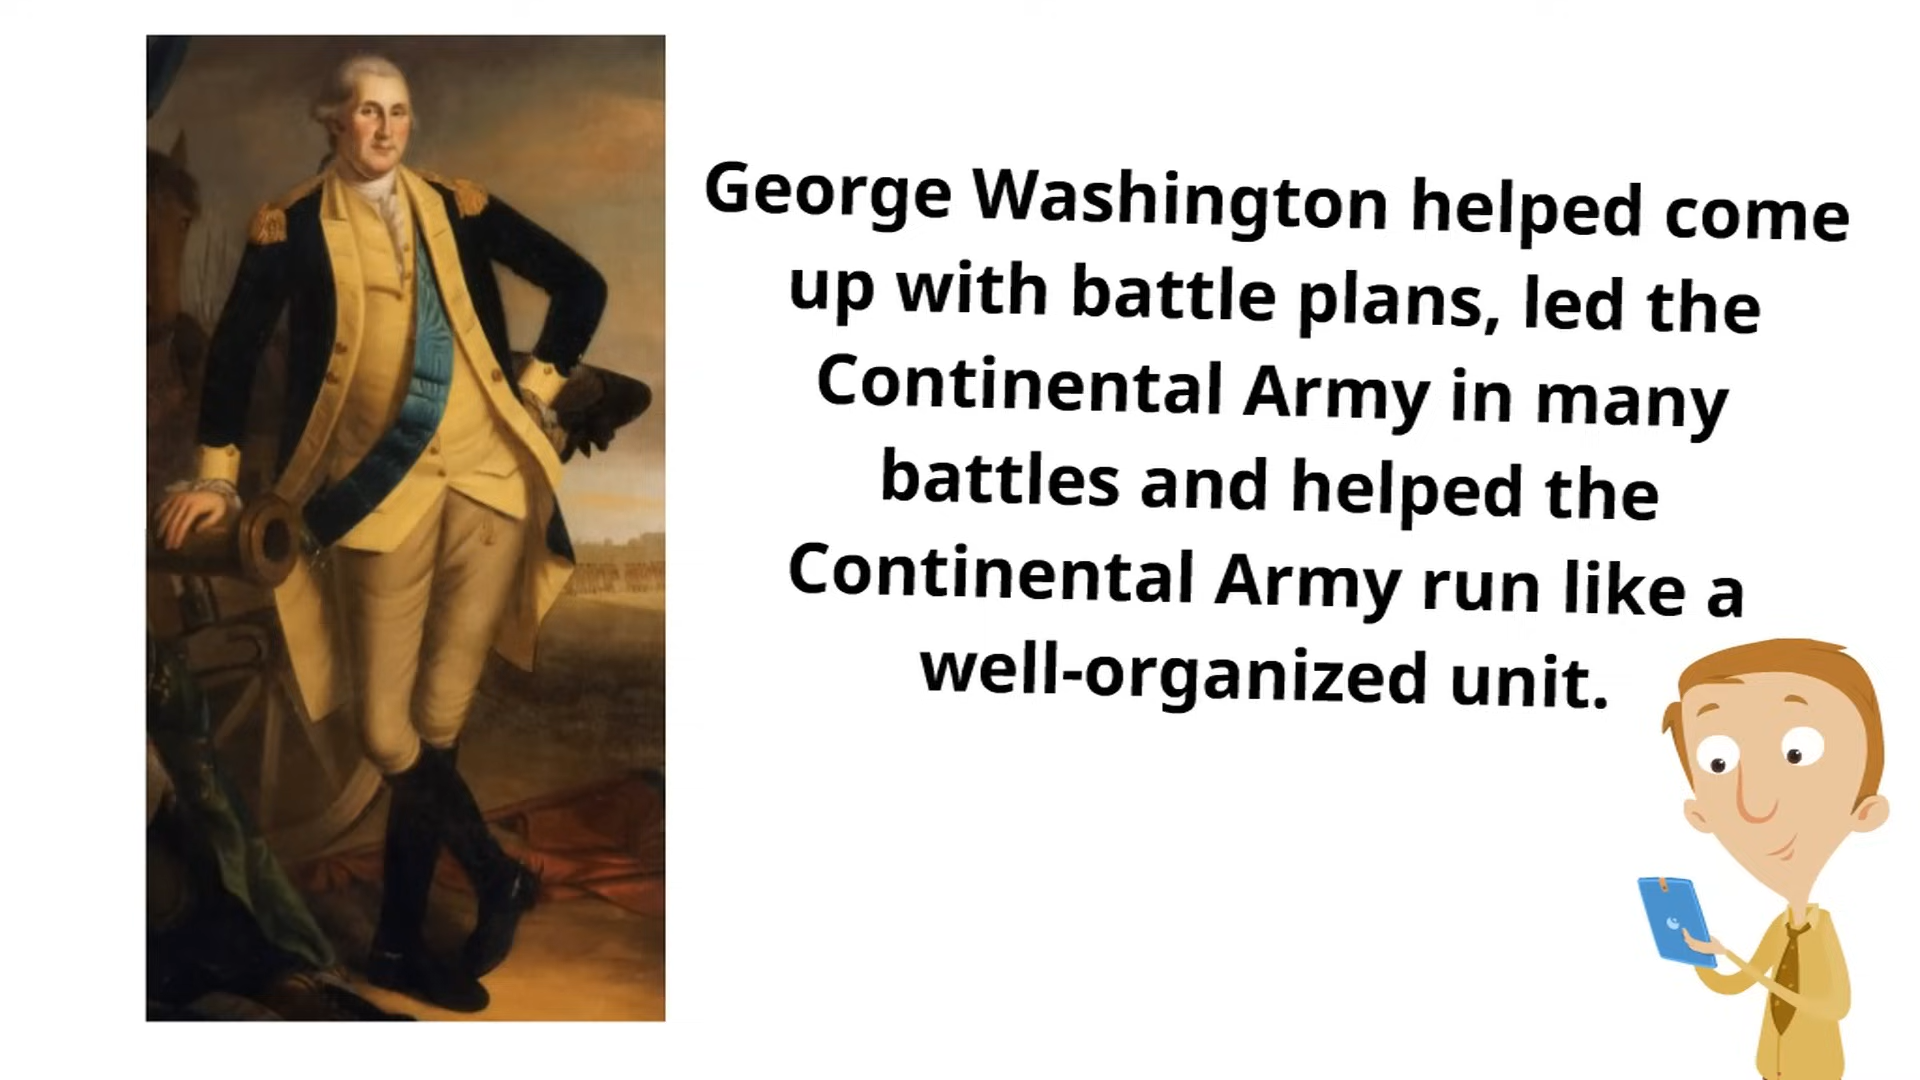 George Washington helped come
up with battle plans, led the
Continental Army in many
battles and helped the
Continental Army run like a
well-organized unit.